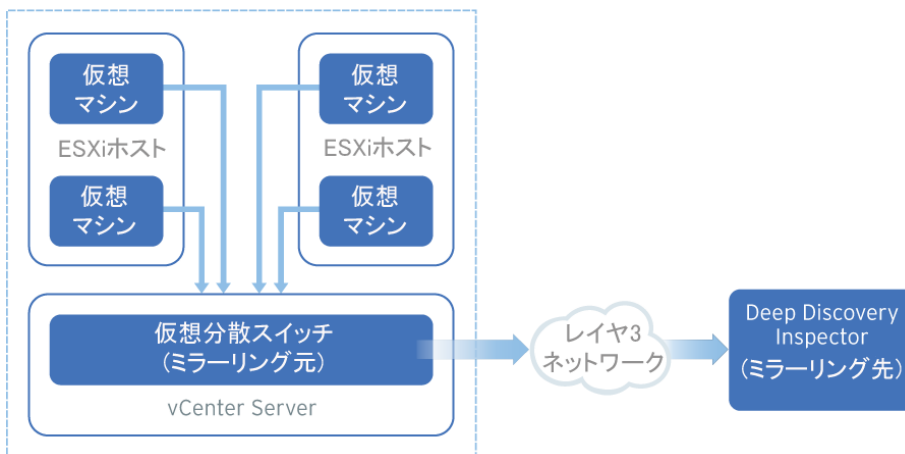 仮想
マシン
ESXiホスト
仮想
マシン
仮想
マシン
ESXiホスト
仮想
マシン
仮想分散スイッチ
(ミラーリング元)
vCenter Server
レイヤ3
ネットワーク
Deep Discovery
Inspector
(ミラーリング先)